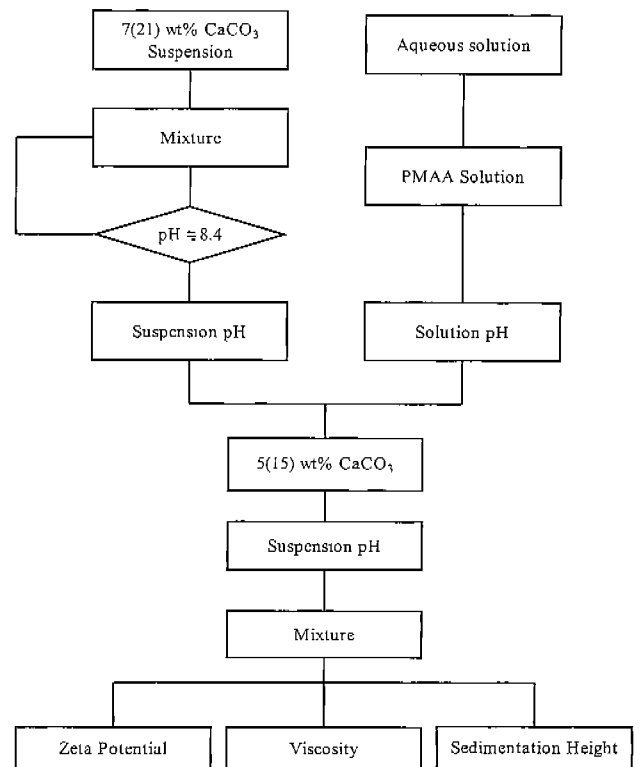 7(21) wt% CaCO₃
Suspension
Mixture
pH ≒ 8.4
Suspension pH
Aqueous solution
PMAA Solution
Solution pH
5(15) wt% CaCO₃
Suspension pH
Mixture
Zeta Potential
Viscosity
Sedimentation Height